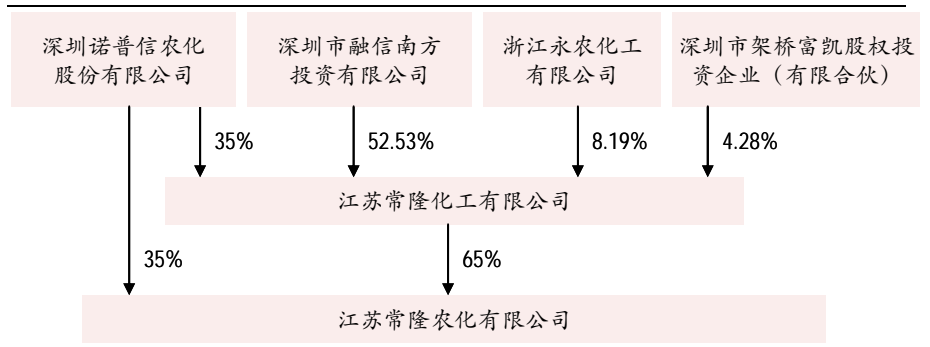 深圳诺普信农化
股份有限公司
深圳市融信南方
投资有限公司
浙江永农化工
有限公司
深圳市架桥富凯股权投
资企业（有限合伙）
35%
52.53%
8.19%
4.28%
江苏常隆化工有限公司
35%
65%
江苏常隆农化有限公司